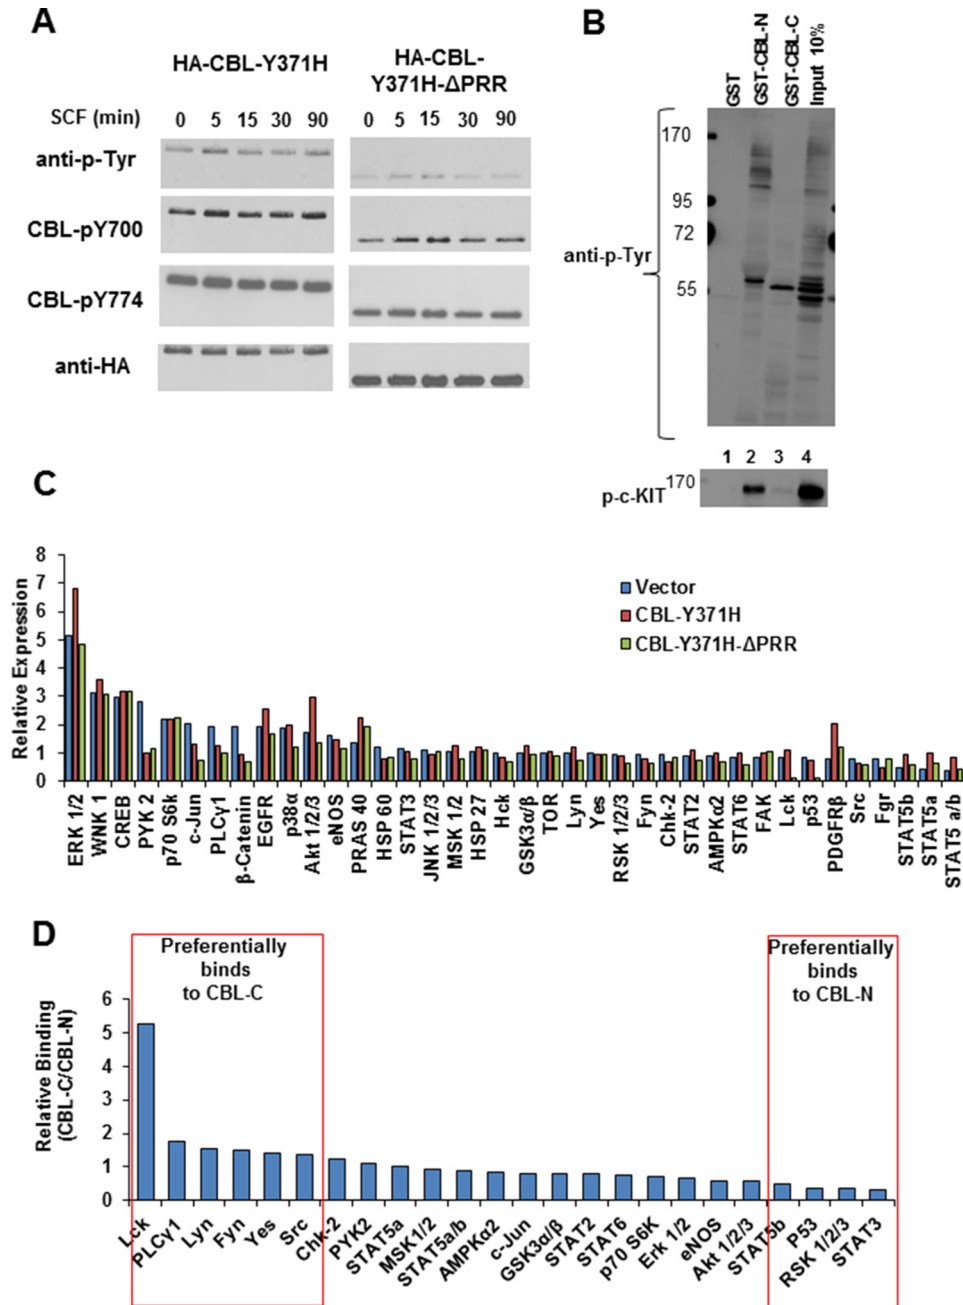 A
HA-CBL-Y371H
HA-CBL-
Y371H-ΔPRR
SCF (min)
0 5 15 30 90
0 5 15 30 90
anti-p-Tyr
CBL-pY700
CBL-pY774
anti-HA
B
GST
GST-CBL-N
GST-CBL-C
Input 10%
170
95
72
55
anti-p-Tyr
1 2 3 4
p-c-KIT
170
C
Relative Expression
8
7
6
5
4
3
2
1
0
Vector
CBL-Y371H
CBL-Y371H-ΔPRR
ERK 1/2
WNK 1
CREB
PYK 2
p70 S6k
c-Jun
PLCγ1
β-Catenin
EGFR
p38α
Akt 1/2/3
eNOS
PRAS 40
HSP 60
STAT3
JNK 1/2/3
MSK 1/2
HSP 27
Hck
GSK3α/β
TOR
Lyn
Yes
RSK 1/2/3
Fyn
Chk-2
STAT2
AMPKα2
STAT6
FAK
Lck
p53
PDGFRβ
Src
Fgr
STAT5b
STAT5a
STAT5 a/b
D
Preferentially
binds
to CBL-C
Preferentially
binds
to CBL-N
Relative Binding
(CBL-C/CBL-N)
6
5
4
3
2
1
0
Lck
PLCγ1
Lyn
Fyn
Yes
Src
Chk-2
PYK2
STAT5a
MSK1/2
STAT5a/b
AMPKα2
c-Jun
GSK3α/β
STAT2
STAT6
p70 S6K
Erk 1/2
eNOS
Akt 1/2/3
STAT5b
P53
RSK 1/2/3
STAT3